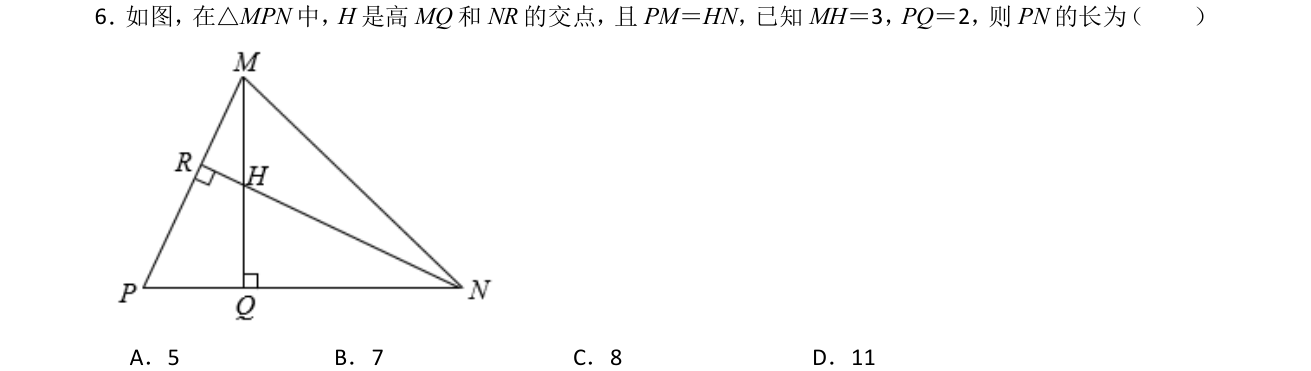 6．如图，在△MPN中，H是高MQ和NR的交点，且PM＝HN，已知MH＝3，PQ＝2，则PN的长为（　　）
M
R
H
P
Q
N
A．5 B．7 C．8 D．11